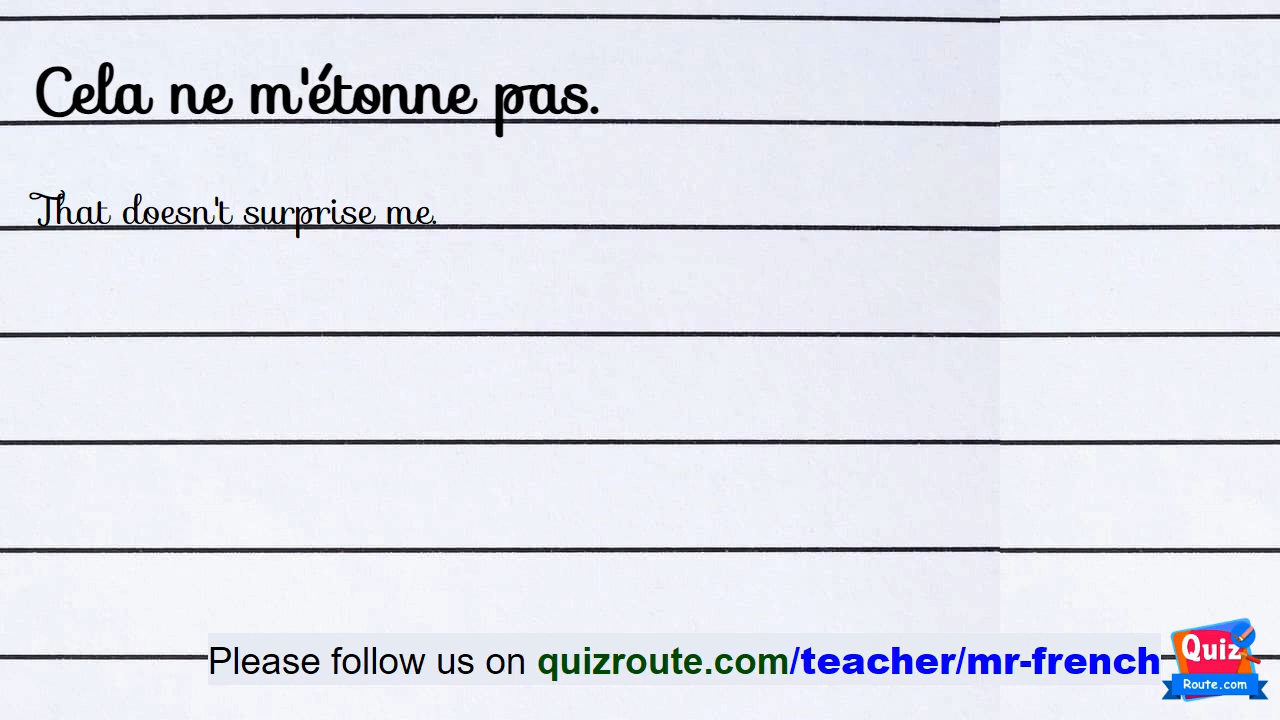 Cela ne m'étonne pas.
That doesn't surprise me.
Please follow us on quizroute.com/teacher/mr-french
Quiz
Route.com